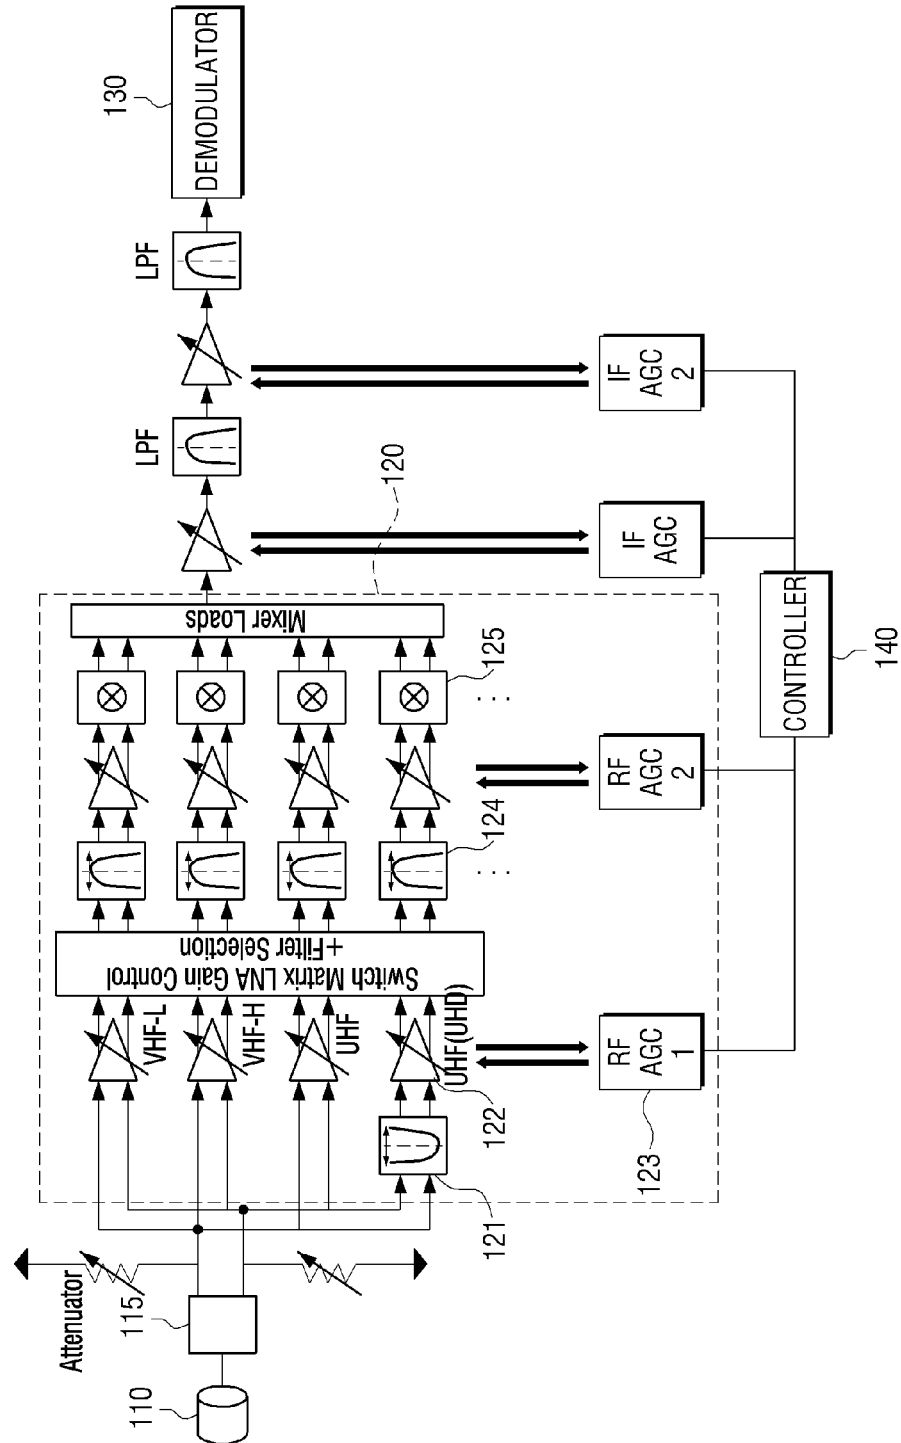 110
115
Attenuator
121
122
123
VHF-L
VHF-H
UHF
UHF(UHD)
RF
AGC
1
Switch Matrix LNA Gain Control
+Filter Selection
124
. . .
RF
AGC
2
125
. . .
Mixer Loads
120
CONTROLLER
140
IF
AGC
LPF
IF
AGC
2
LPF
DEMODULATOR
130